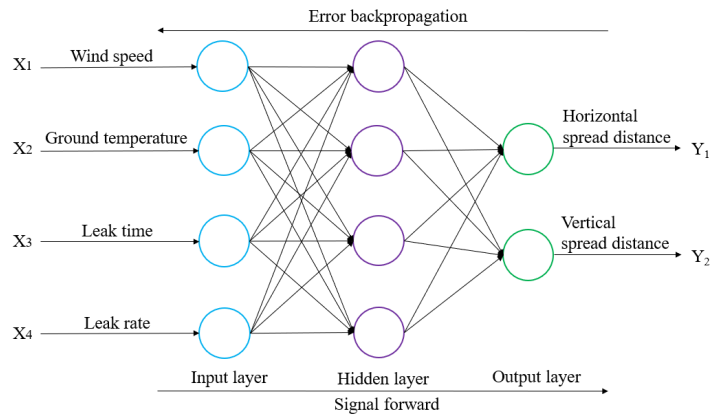 Error backpropagation
X1 Wind speed
X2 Ground temperature
X3 Leak time
X4 Leak rate
Horizontal
spread distance
Y1
Vertical
spread distance
Y2
Input layer Hidden layer Output layer
Signal forward